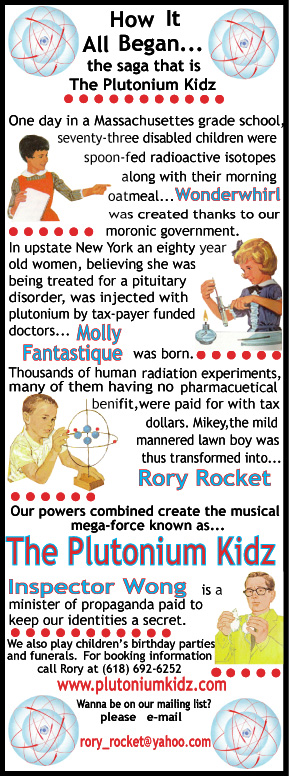 How It
All Began...
the saga that is
The Plutonium Kidz
One day in a Massachusettes grade school,
seventy-three disabled children were
spoon-fed radioactive isotopes
along with their morning
oatmeal...Wonderwhirl
was created thanks to our
moronic government.
In upstate New York an eighty year
old women, believing she was
being treated for a pituitary
disorder, was injected with
plutonium by tax-payer funded
doctors... Molly
Fantastique was born.
Thousands of human radiation experiments,
many of them having no pharmacuetical
benifit,were paid for with tax
dollars. Mikey,the mild
mannered lawn boy was
thus transformed into...
Rory Rocket
Our powers combined create the musical
mega-force known as...
The Plutonium Kidz
Inspector Wong is a
minister of propaganda paid to
keep our identities a secret.
We also play children's birthday parties
and funerals. For booking information
call Rory at (618) 692-6252
www.plutoniumkidz.com
Wanna be on our mailing list?
please e-mail
rory_rocket@yahoo.com